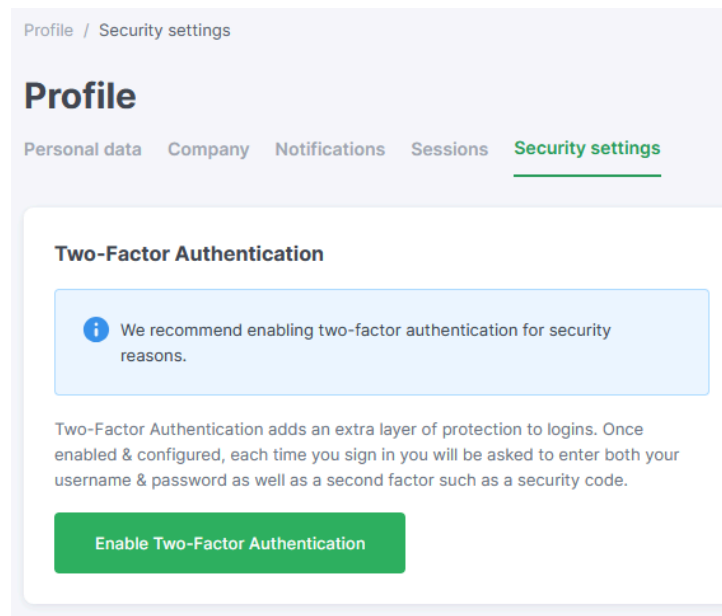 Profile / Security settings
Profile
Personal data Company Notifications Sessions Security settings
Two-Factor Authentication
We recommend enabling two-factor authentication for security
reasons.
Two-Factor Authentication adds an extra layer of protection to logins. Once
enabled & configured, each time you sign in you will be asked to enter both your
username & password as well as a second factor such as a security code.
Enable Two-Factor Authentication